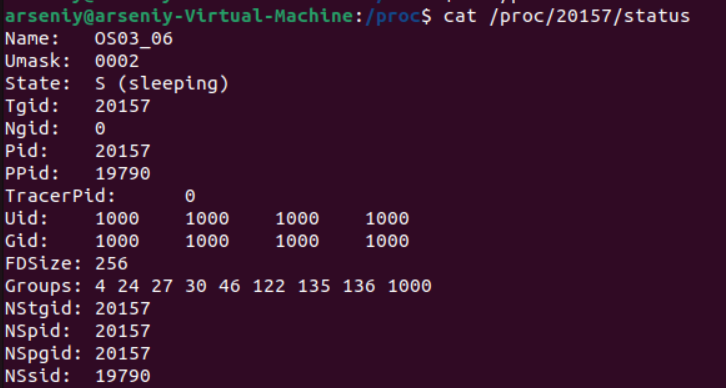 arseniy@arseniy-Virtual-Machine:/proc$ cat /proc/20157/status
Name: OS03_06
Umask: 0002
State: S (sleeping)
Tgid: 20157
Ngid: 0
Pid: 20157
PPid: 19790
TracerPid: 0
Uid: 1000 1000 1000 1000
Gid: 1000 1000 1000 1000
FDSize: 256
Groups: 4 24 27 30 46 122 135 136 1000
NStgid: 20157
NSpid: 20157
NSpgid: 20157
NSsid: 19790